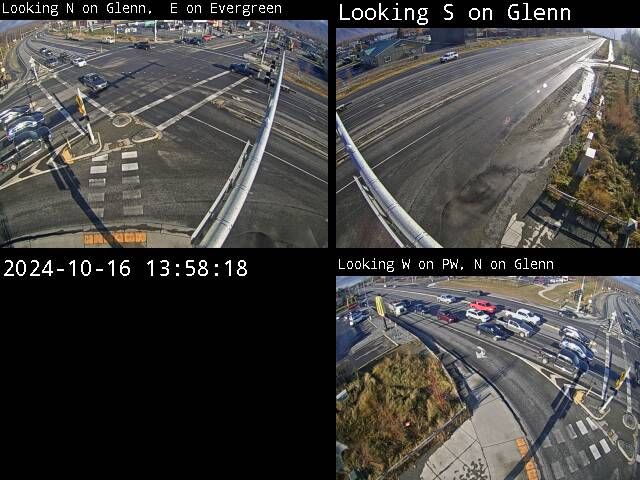 Looking N on Glenn, E on Evergreen
Looking S on Glenn
2024-10-16 13:58:18
Looking W on PW, N on Glenn